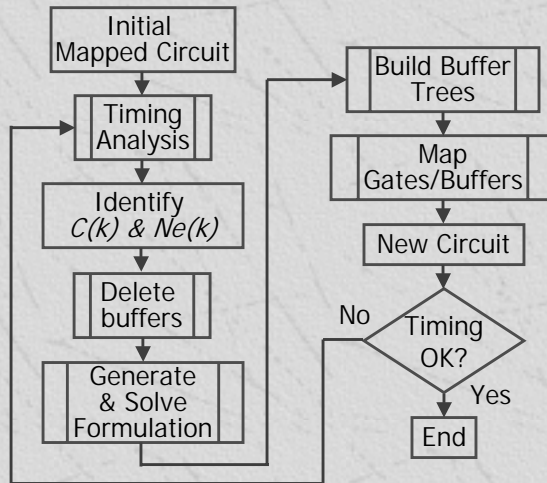 Initial
Mapped Circuit
Timing
Analysis
Identify
C(k) & Ne(k)
Delete
buffers
Generate
& Solve
Formulation
Build Buffer
Trees
Map
Gates/Buffers
New Circuit
No
Timing
OK?
Yes
End